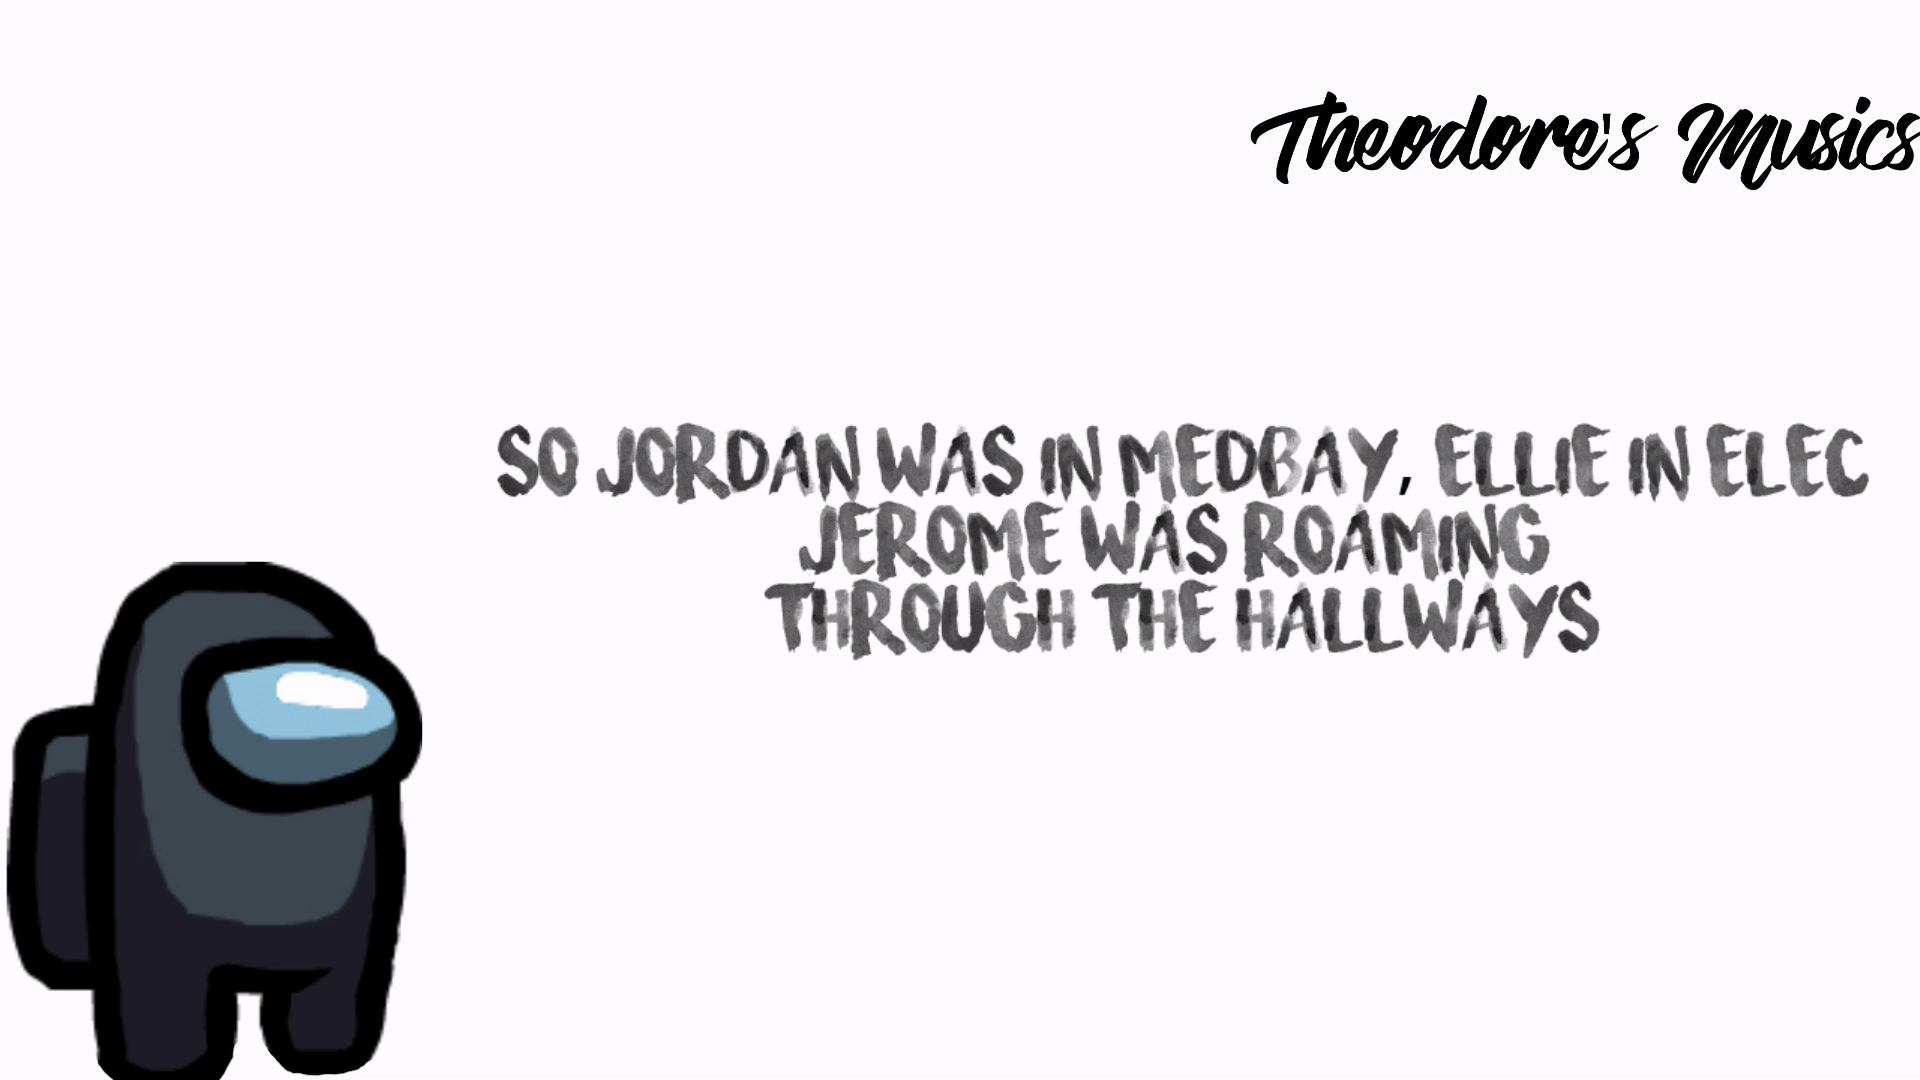 Theodore's Musics
SO JORDAN WAS IN MEDBAY, ELLIE IN ELEC
JEROME WAS ROAMING
THROUGH THE HALLWAYS